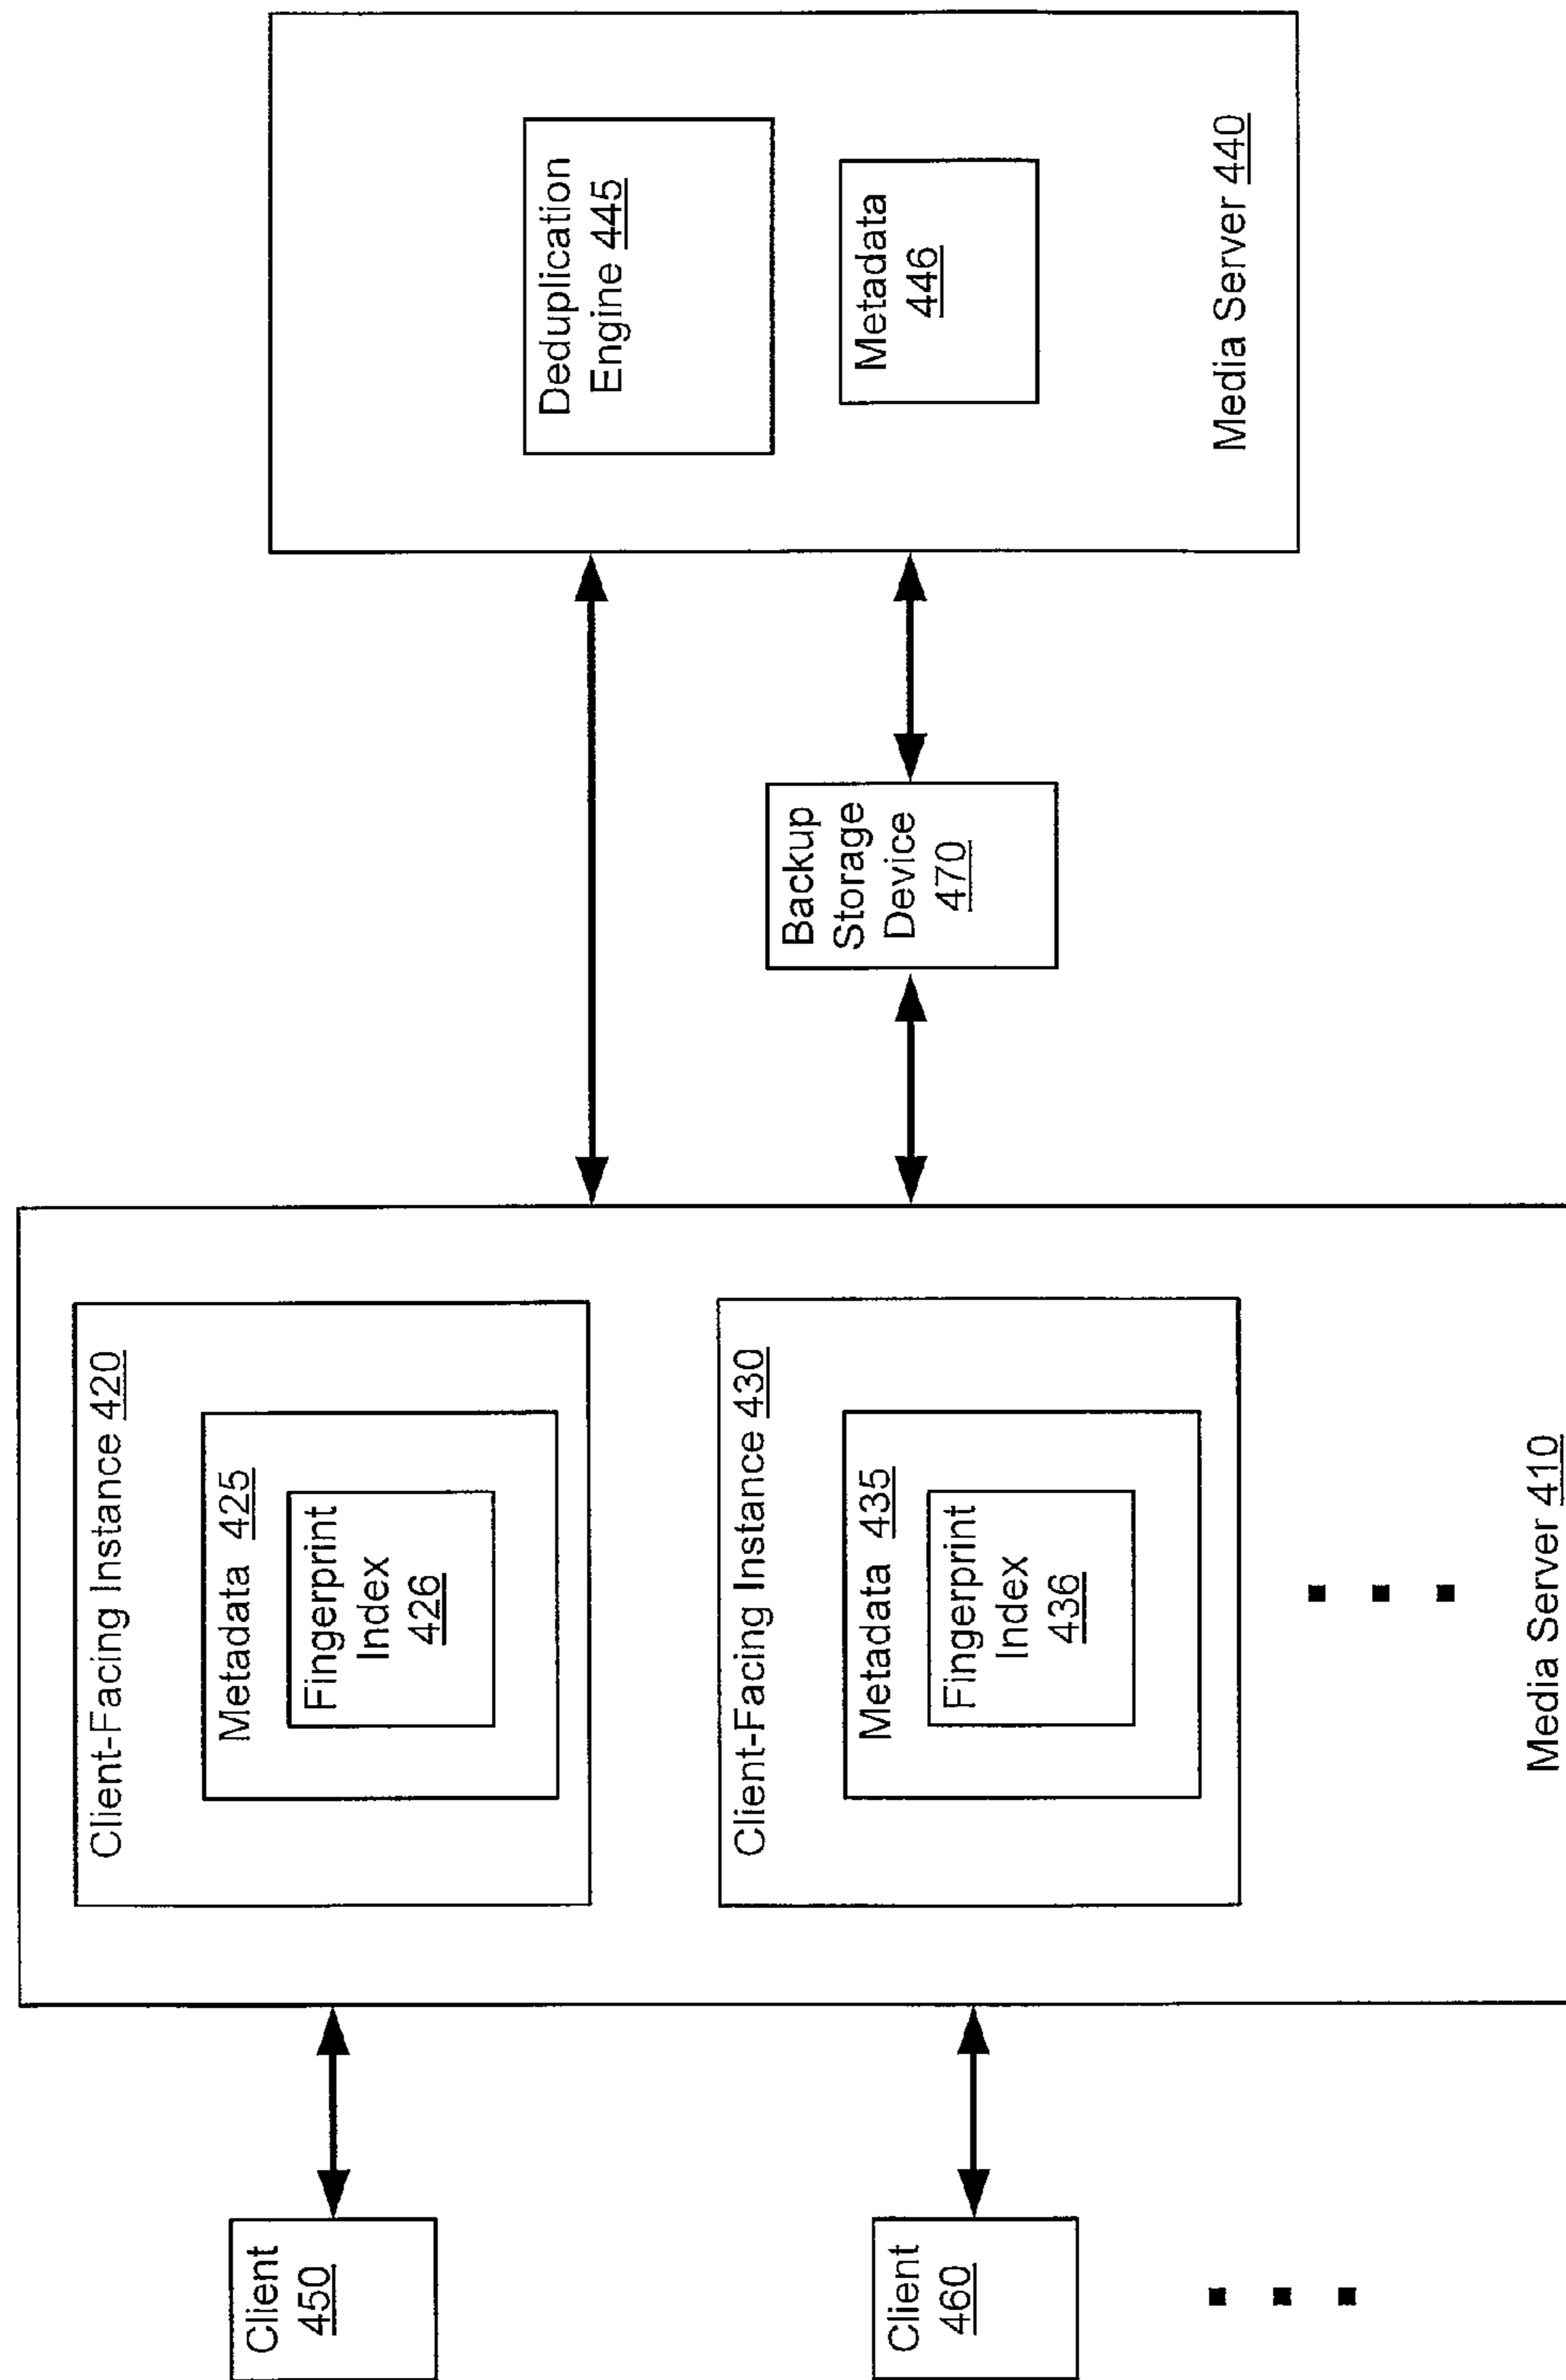 Client
450
Client
460
Client-Facing Instance 420
Metadata 425
Fingerprint
Index
426
Client-Facing Instance 430
Metadata 435
Fingerprint
Index
436
Media Server 410
Backup
Storage
Device
470
Deduplication
Engine 445
Metadata
446
Media Server 440